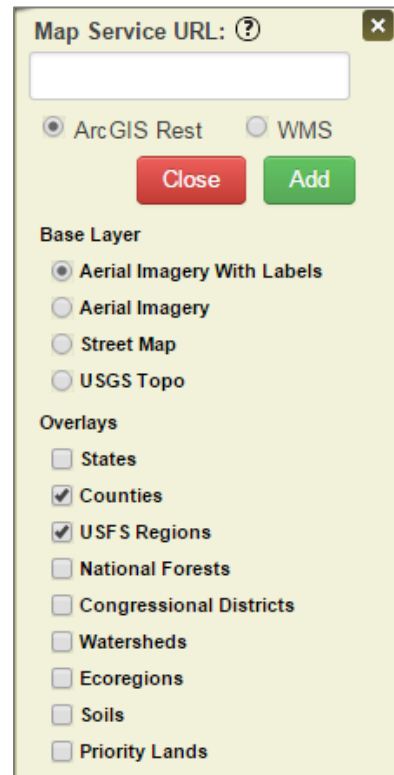 Map Service URL: ?
ArcGIS Rest WMS
Close Add
Base Layer
Aerial Imagery With Labels
Aerial Imagery
Street Map
USGS Topo
Overlays
States
Counties
USFS Regions
National Forests
Congressional Districts
Watersheds
Ecoregions
Soils
Priority Lands